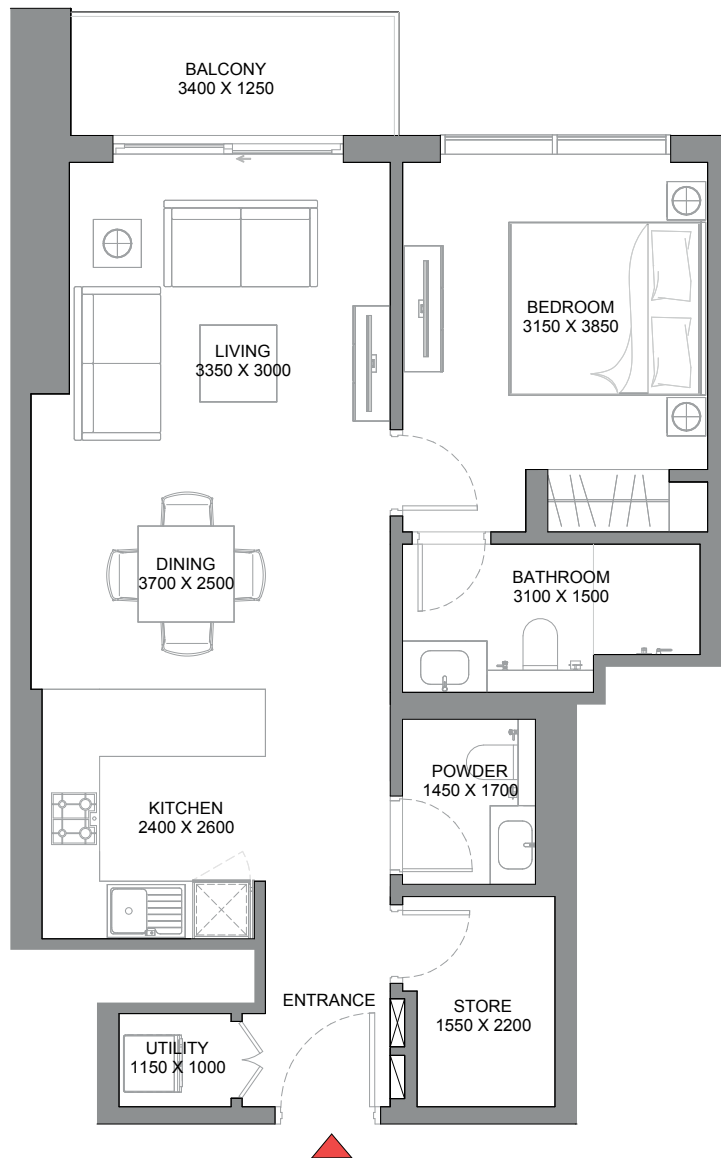 BALCONY
3400 X 1250
BEDROOM
3150 X 3850
LIVING
3350 X 3000
DINING
3700 X 2500
BATHROOM
3100 X 1500
POWDER
1450 X 1700
KITCHEN
2400 X 2600
ENTRANCE
STORE
1550 X 2200
UTILITY
1150 X 1000